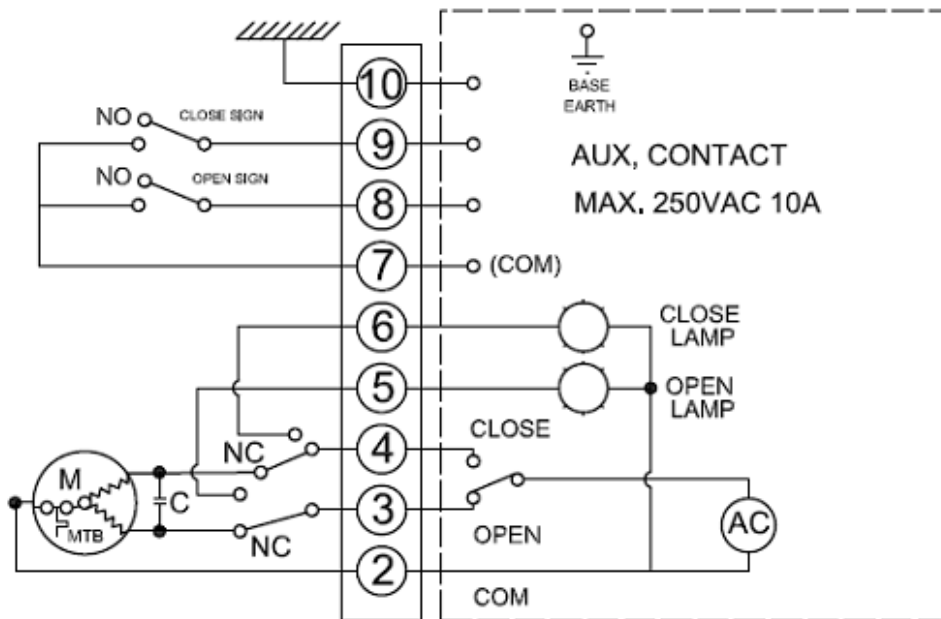 10
BASE
EARTH
NO
CLOSE SIGN
9
AUX, CONTACT
NO
OPEN SIGN
8
MAX. 250VAC 10A
7
(COM)
6
CLOSE
LAMP
5
OPEN
LAMP
CLOSE
NC
4
M
C
3
MTB
AC
NC
OPEN
2
COM